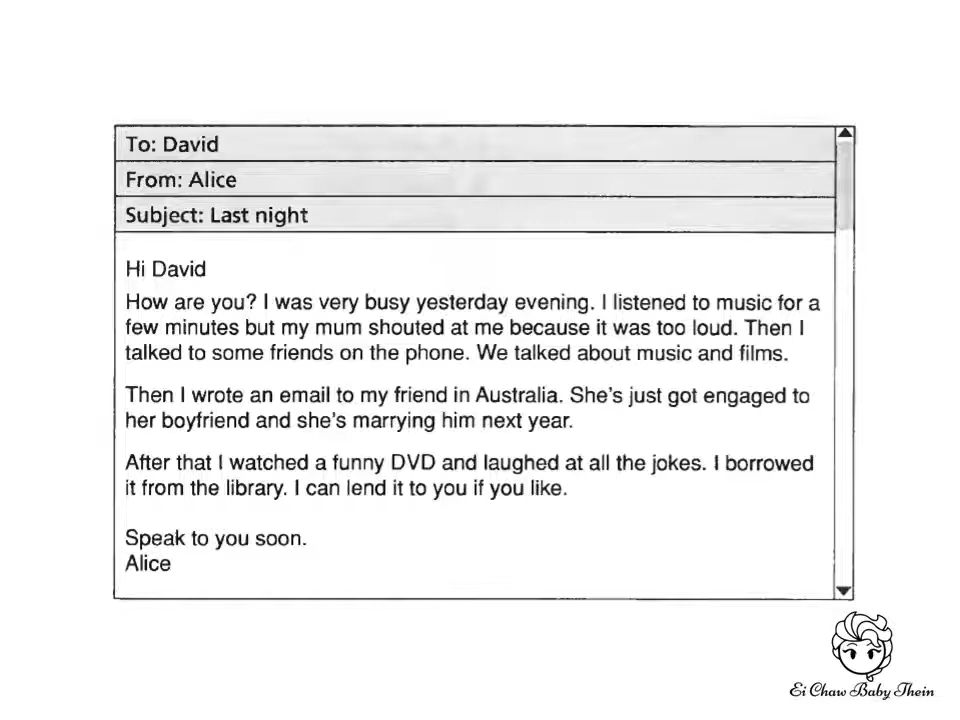 To: David
From: Alice
Subject: Last night
Hi David
How are you? I was very busy yesterday evening. I listened to music for a
few minutes but my mum shouted at me because it was too loud. Then I
talked to some friends on the phone. We talked about music and films.
Then I wrote an email to my friend in Australia. She's just got engaged to
her boyfriend and she's marrying him next year.
After that I watched a funny DVD and laughed at all the jokes. I borrowed
it from the library. I can lend it to you if you like.
Speak to you soon.
Alice
Ei Chaw Baby Thein